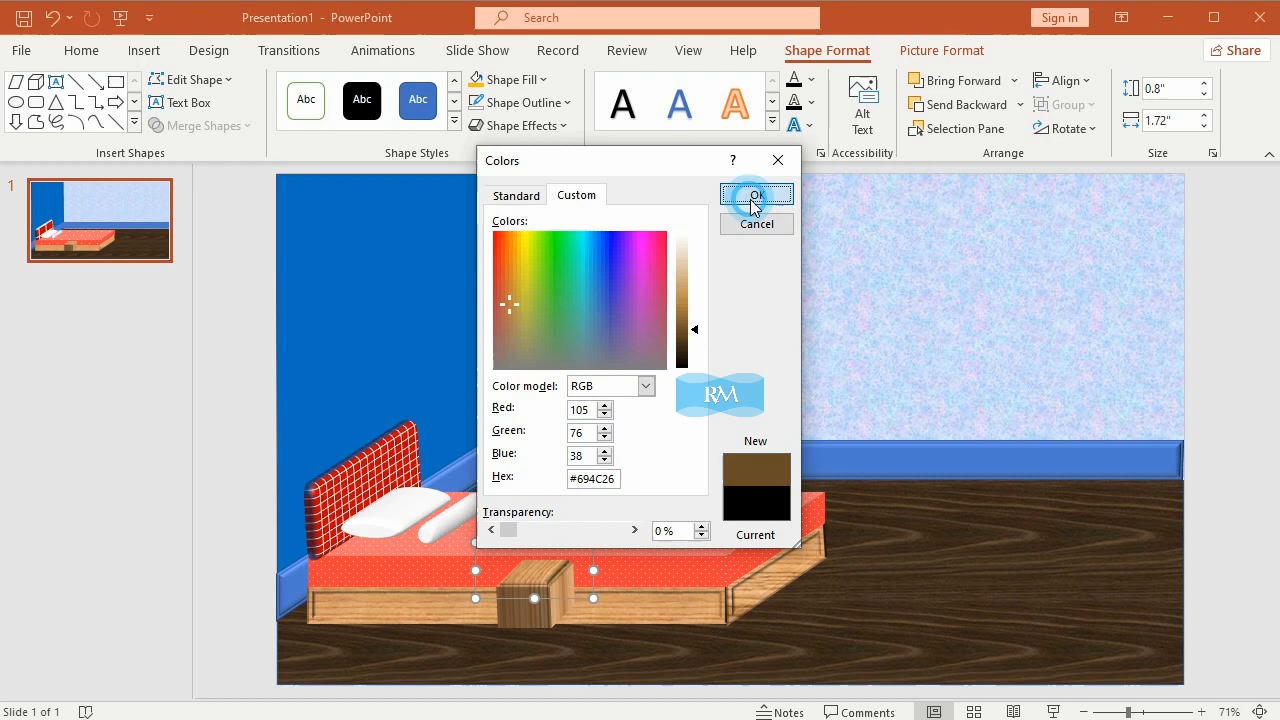 Presentation1 - PowerPoint
Search
Sign in
File Home Insert Design Transitions Animations Slide Show Record Review View Help Shape Format Picture Format Share
Edit Shape
Text Box
Merge Shapes
Insert Shapes
Abc Abc Abc
Shape Fill
Shape Outline
Shape Effects
Shape Styles
A A A
A
A
A
Alt
Text
Accessibility
Bring Forward
Send Backward
Selection Pane
Align
Group
Rotate
Arrange
0.8"
1.72"
Size
1
Colors
?
Standard
Custom
OK
Cancel
Colors:
Color model: RGB
Red: 105
Green: 76
Blue: 38
Hex: #694C26
Transparency:
0 %
RM
New
Current
Slide 1 of 1
Notes
Comments
71%